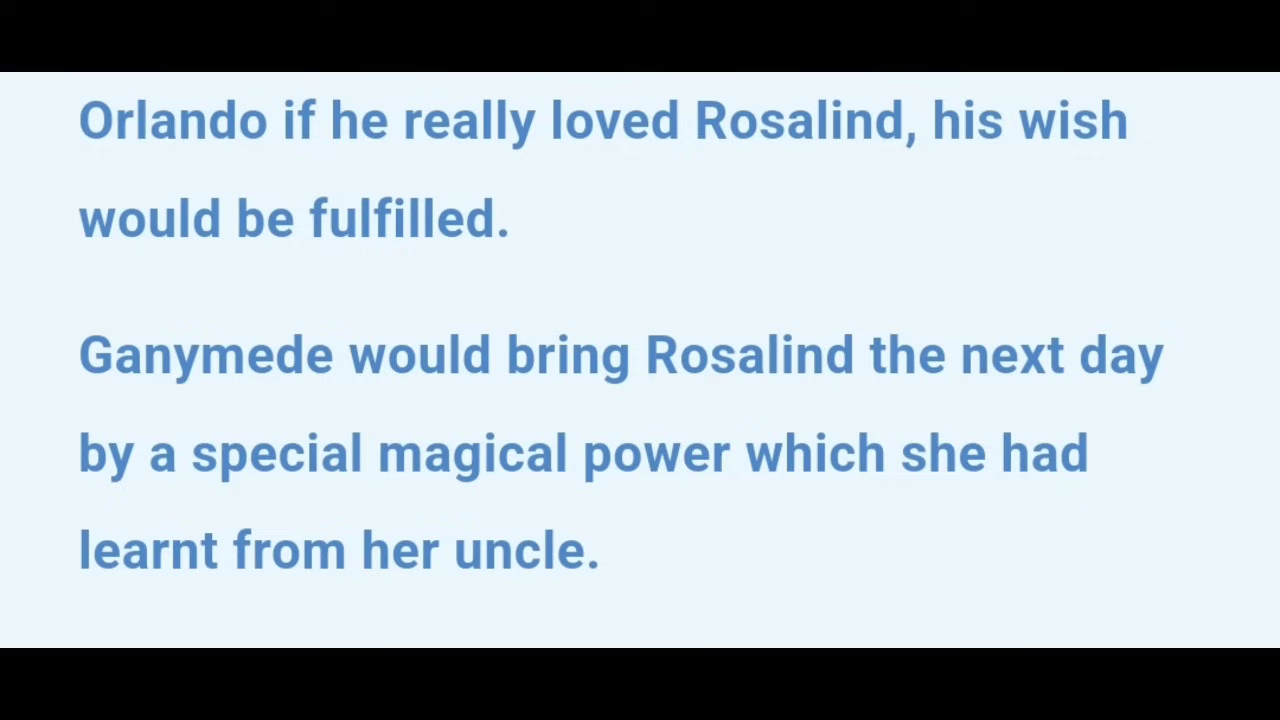 Orlando if he really loved Rosalind, his wish
would be fulfilled.
Ganymede would bring Rosalind the next day
by a special magical power which she had
learnt from her uncle.